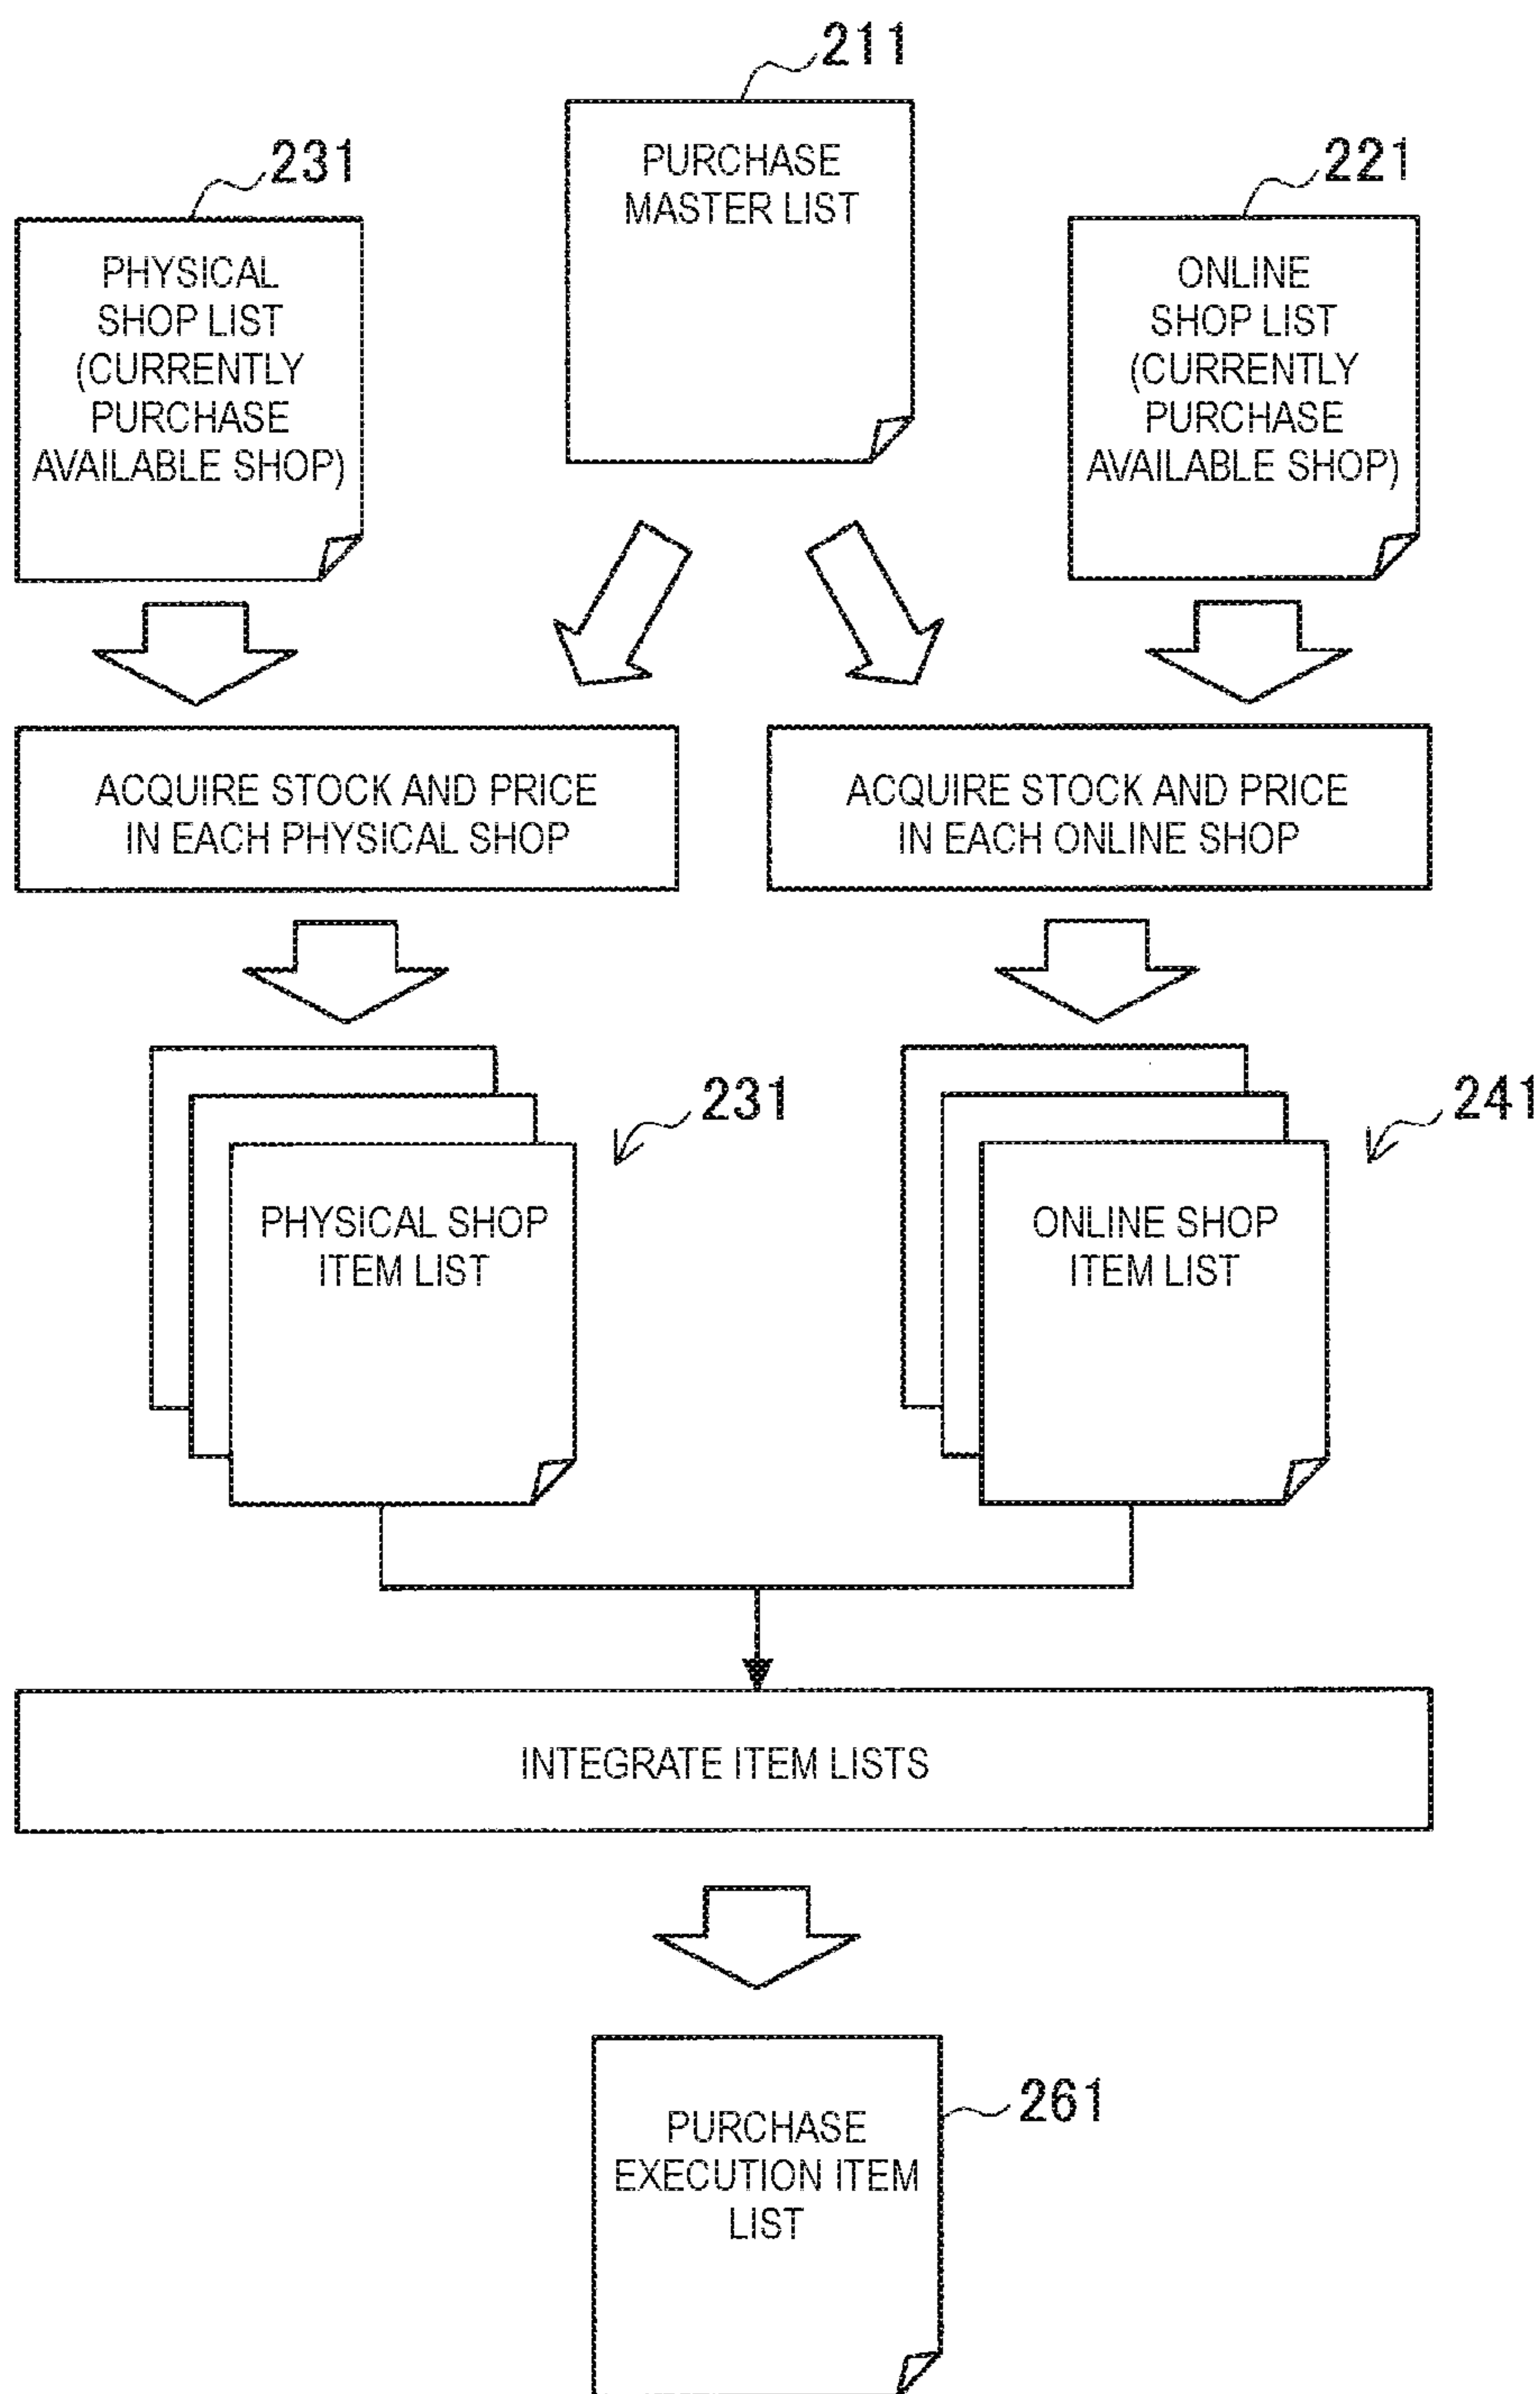 211
PURCHASE
MASTER LIST
231
PHYSICAL
SHOP LIST
(CURRENTLY
PURCHASE
AVAILABLE SHOP)
221
ONLINE
SHOP LIST
(CURRENTLY
PURCHASE
AVAILABLE SHOP)
ACQUIRE STOCK AND PRICE
IN EACH PHYSICAL SHOP
ACQUIRE STOCK AND PRICE
IN EACH ONLINE SHOP
231
PHYSICAL SHOP
ITEM LIST
241
ONLINE SHOP
ITEM LIST
INTEGRATE ITEM LISTS
261
PURCHASE
EXECUTION ITEM
LIST